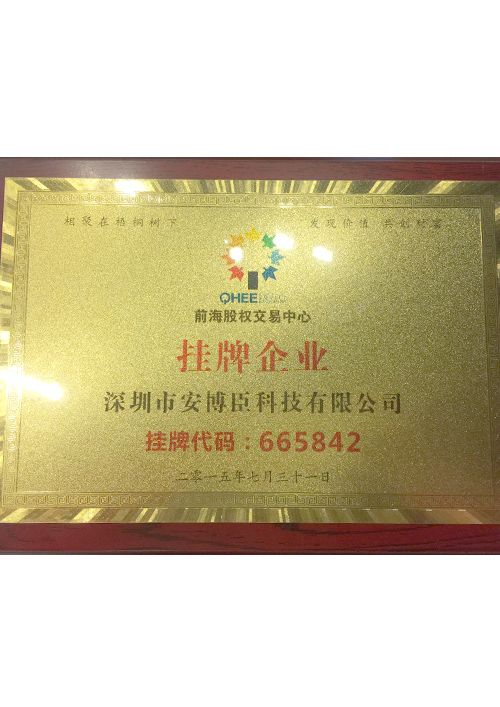 相聚在梧桐树下 发现价值 共创财富
QHEE
前海股权交易中心
挂牌企业
深圳市安博臣科技有限公司
挂牌代码：665842
二零一五年七月三十一日